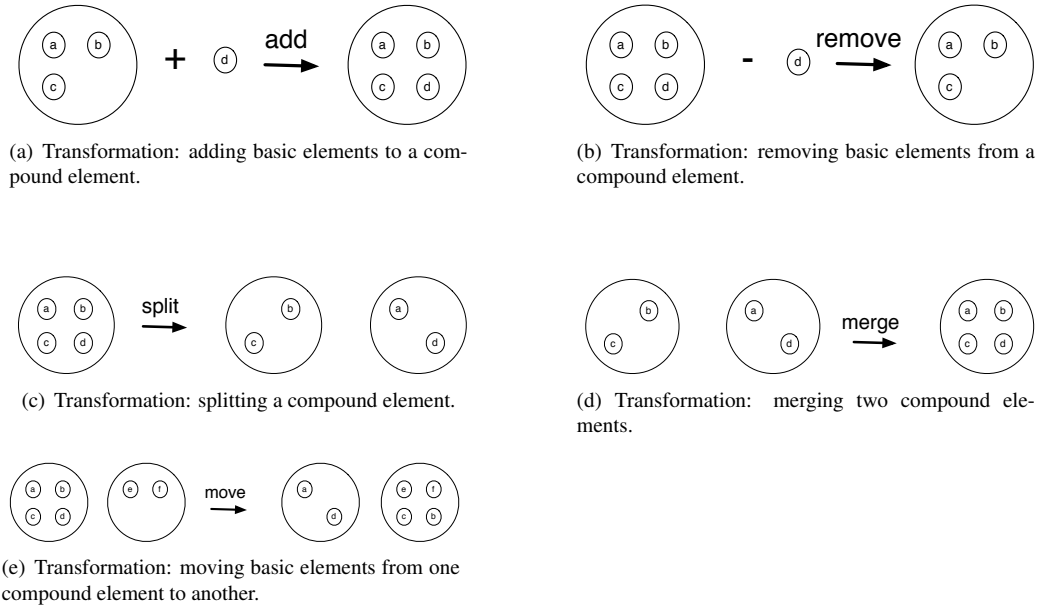 a b c + d add a b c d
(a) Transformation: adding basic elements to a com-
pound element.
a b c d - d remove a b c
(b) Transformation: removing basic elements from a
compound element.
a b c d split b c a d
(c) Transformation: splitting a compound element.
b c a d merge a b c d
(d) Transformation: merging two compound ele-
ments.
a b c d e f move a d e f c b
(e) Transformation: moving basic elements from one
compound element to another.